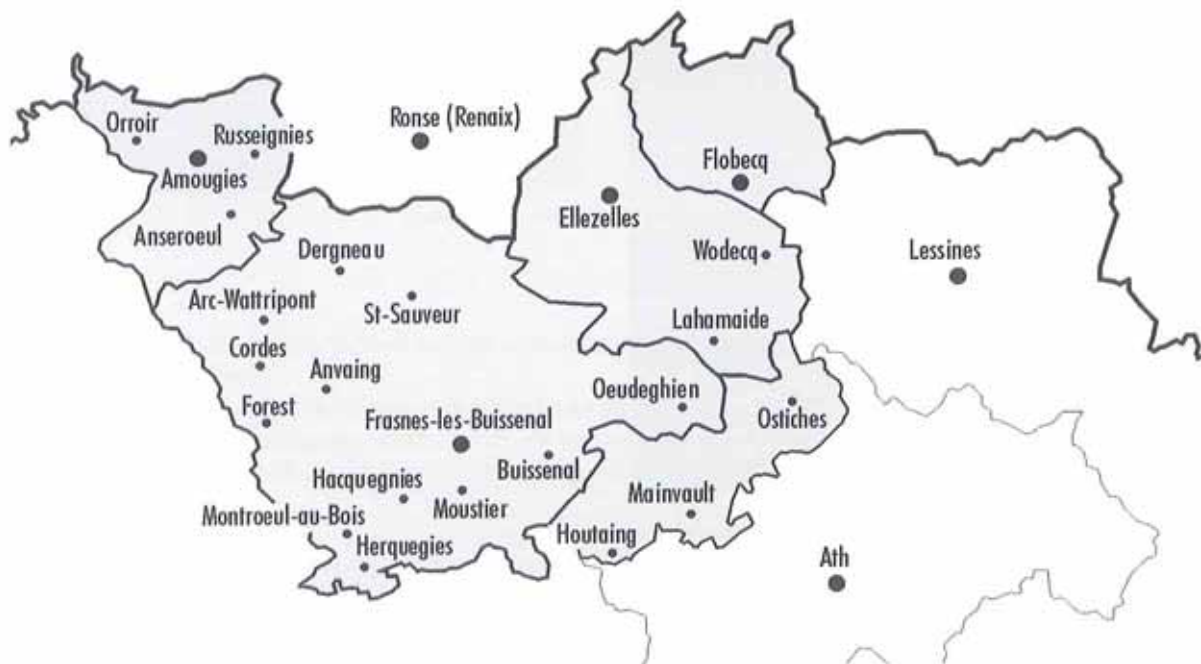 Orroir
Ronse (Renaix)
Russeignies
Flobecq
Amougies
Ellezelles
Anseroeul
Dergneau
Wodecq
Lessines
Arc-Wattripont
St-Sauveur
Lahamaide
Cordes
Anvaing
Oeudeghien
Forest
Ostiches
Frasnes-les-Buissenal
Buissenal
Hacquegnies
Moustier
Mainvault
Montroeul-au-Bois
Houtaing
Herquegies
Ath